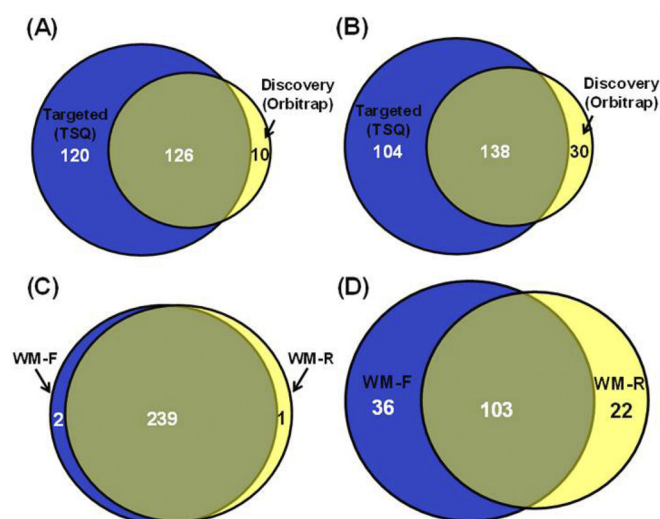 (A)
Targeted
(TSQ)
120
126
10
Discovery
(Orbitrap)
(B)
Targeted
(TSQ)
104
138
30
Discovery
(Orbitrap)
(C)
WM-F
2
239
1
WM-R
(D)
WM-F
36
103
WM-R
22